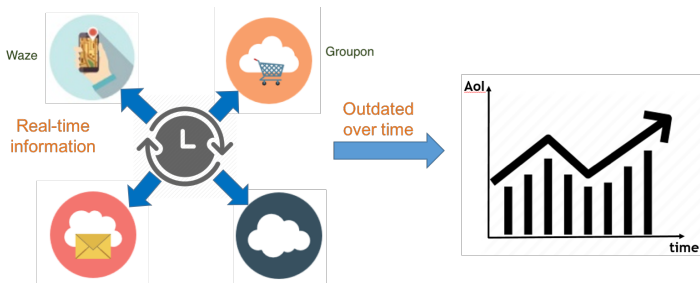 Waze
Groupon
Real-time
information
Outdated
over time
AoI
time